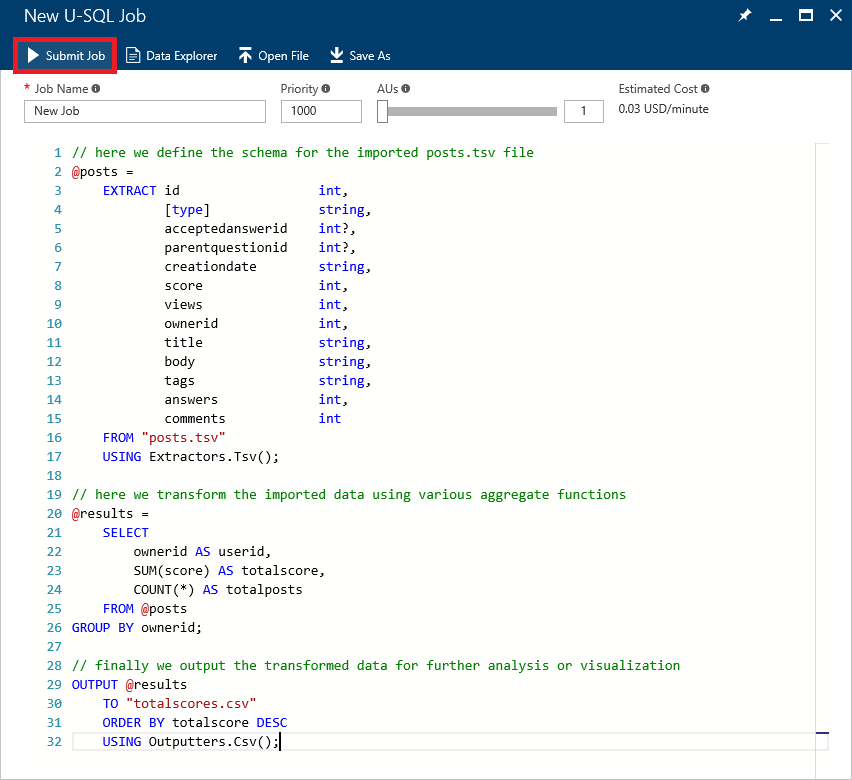 New U-SQL Job
Submit Job Data Explorer Open File Save As
* Job Name Priority AUs Estimated Cost
New Job 1000 1 0.03 USD/minute
1 // here we define the schema for the imported posts.tsv file
2 @posts =
3     EXTRACT id                  int,
4             [type]              string,
5             acceptedanswerid    int?,
6             parentquestionid    int?,
7             creationdate        string,
8             score               int,
9             views               int,
10             ownerid             int,
11             title               string,
12             body                string,
13             tags                string,
14             answers             int,
15             comments            int
16     FROM "posts.tsv"
17     USING Extractors.Tsv();
18
19 // here we transform the imported data using various aggregate functions
20 @results =
21     SELECT
22         ownerid AS userid,
23         SUM(score) AS totalscore,
24         COUNT(*) AS totalposts
25     FROM @posts
26 GROUP BY ownerid;
27
28 // finally we output the transformed data for further analysis or visualization
29 OUTPUT @results
30     TO "totalscores.csv"
31     ORDER BY totalscore DESC
32     USING Outputters.Csv();